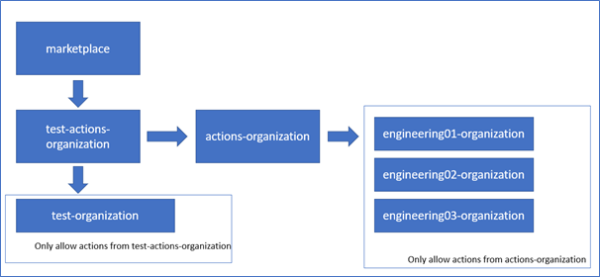 marketplace
test-actions-
organization
actions-organization
engineering01-organization
engineering02-organization
engineering03-organization
test-organization
Only allow actions from test-actions-organization
Only allow actions from actions-organization